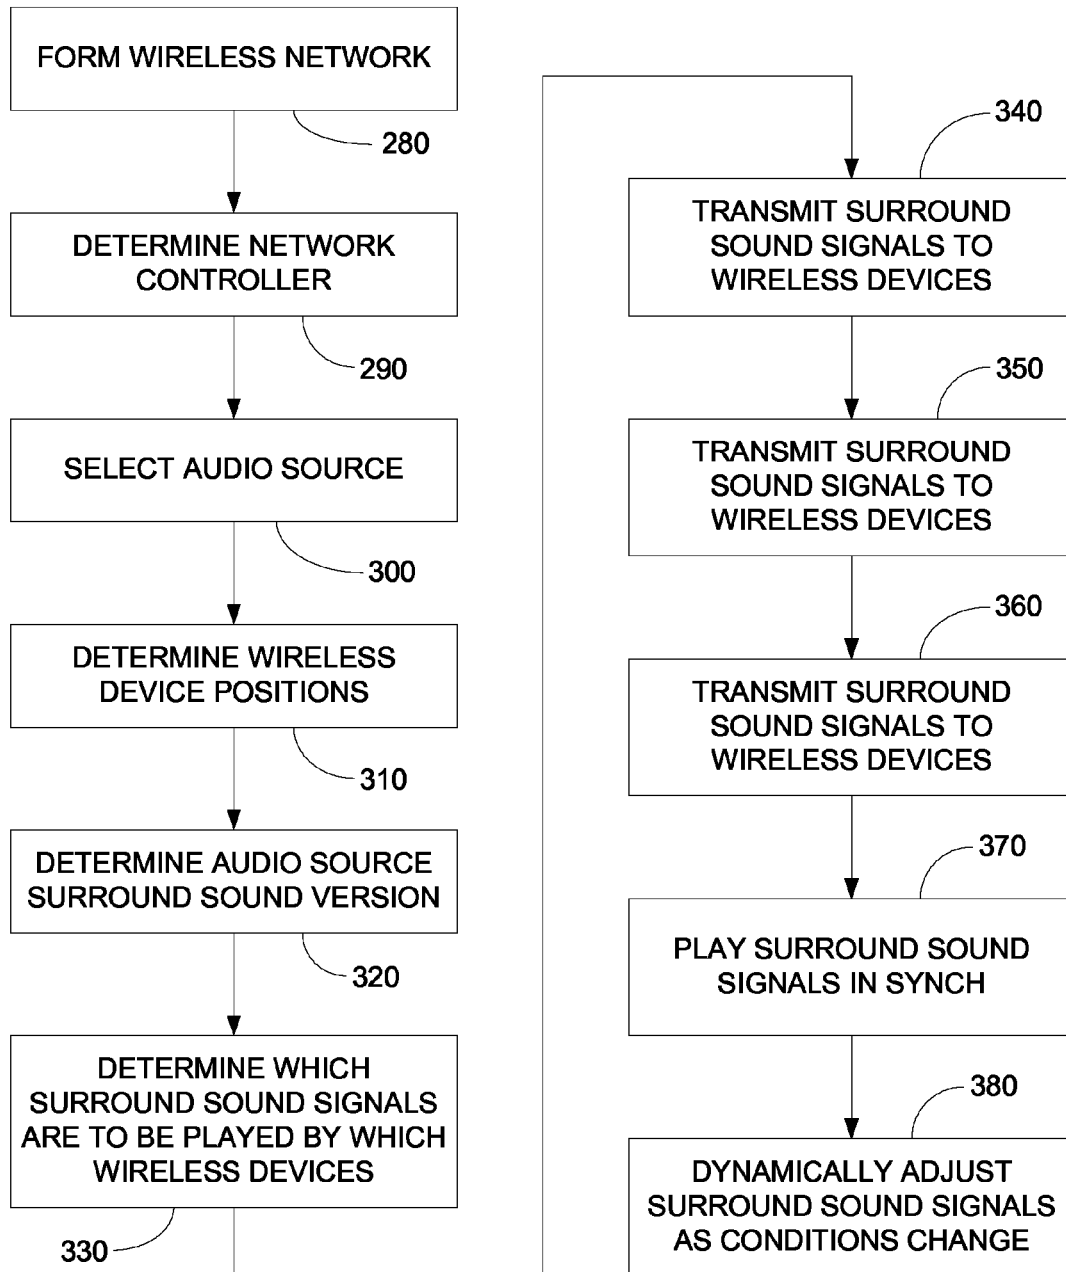 FORM WIRELESS NETWORK
280
DETERMINE NETWORK
CONTROLLER
290
SELECT AUDIO SOURCE
300
DETERMINE WIRELESS
DEVICE POSITIONS
310
DETERMINE AUDIO SOURCE
SURROUND SOUND VERSION
320
DETERMINE WHICH
SURROUND SOUND SIGNALS
ARE TO BE PLAYED BY WHICH
WIRELESS DEVICES
330
340
TRANSMIT SURROUND
SOUND SIGNALS TO
WIRELESS DEVICES
350
TRANSMIT SURROUND
SOUND SIGNALS TO
WIRELESS DEVICES
360
TRANSMIT SURROUND
SOUND SIGNALS TO
WIRELESS DEVICES
370
PLAY SURROUND SOUND
SIGNALS IN SYNCH
380
DYNAMICALLY ADJUST
SURROUND SOUND SIGNALS
AS CONDITIONS CHANGE